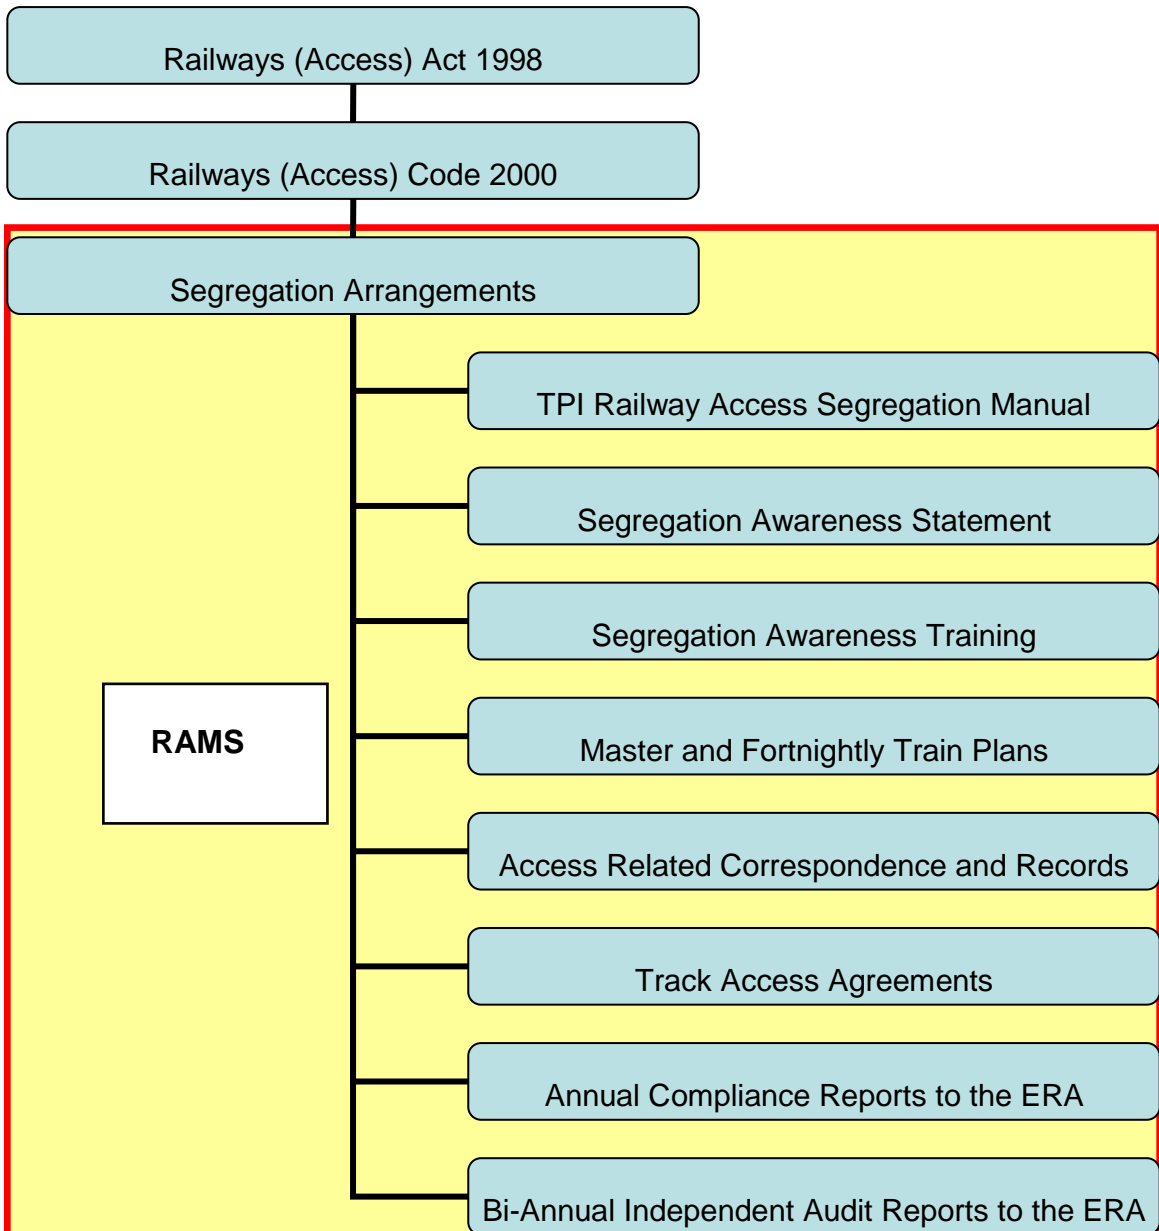 Railways (Access) Act 1998
Railways (Access) Code 2000
Segregation Arrangements
TPI Railway Access Segregation Manual
Segregation Awareness Statement
Segregation Awareness Training
RAMS
Master and Fortnightly Train Plans
Access Related Correspondence and Records
Track Access Agreements
Annual Compliance Reports to the ERA
Bi-Annual Independent Audit Reports to the ERA